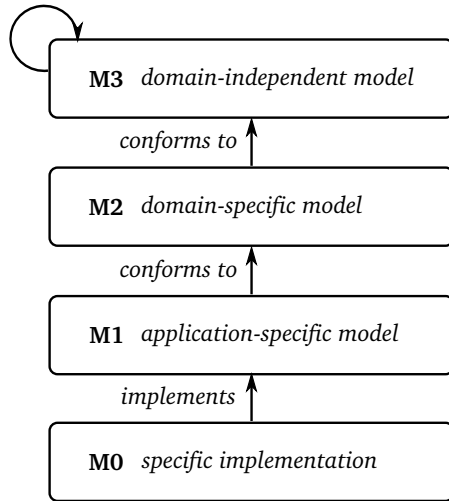 M3 domain-independent model
conforms to
M2 domain-specific model
conforms to
M1 application-specific model
implements
M0 specific implementation